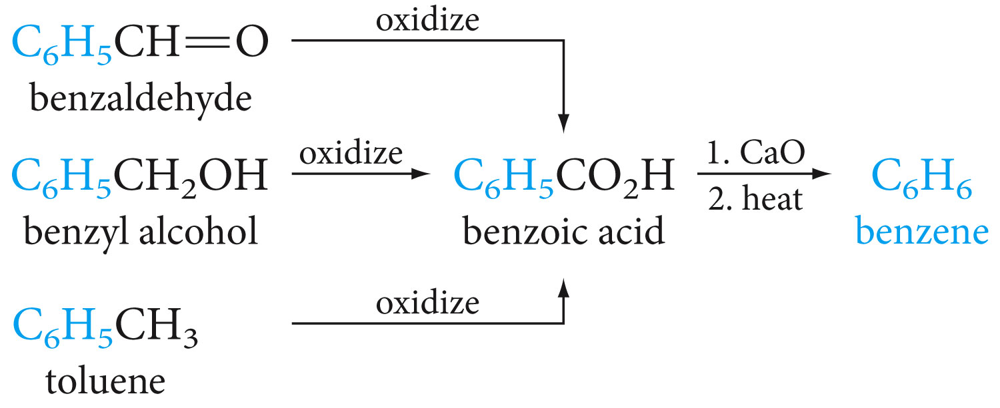 oxidize
C₆H₅CH=O
benzaldehyde
oxidize
C₆H₅CH₂OH
benzyl alcohol
C₆H₅CO₂H
benzoic acid
1. CaO
2. heat
C₆H₆
benzene
oxidize
C₆H₅CH₃
toluene